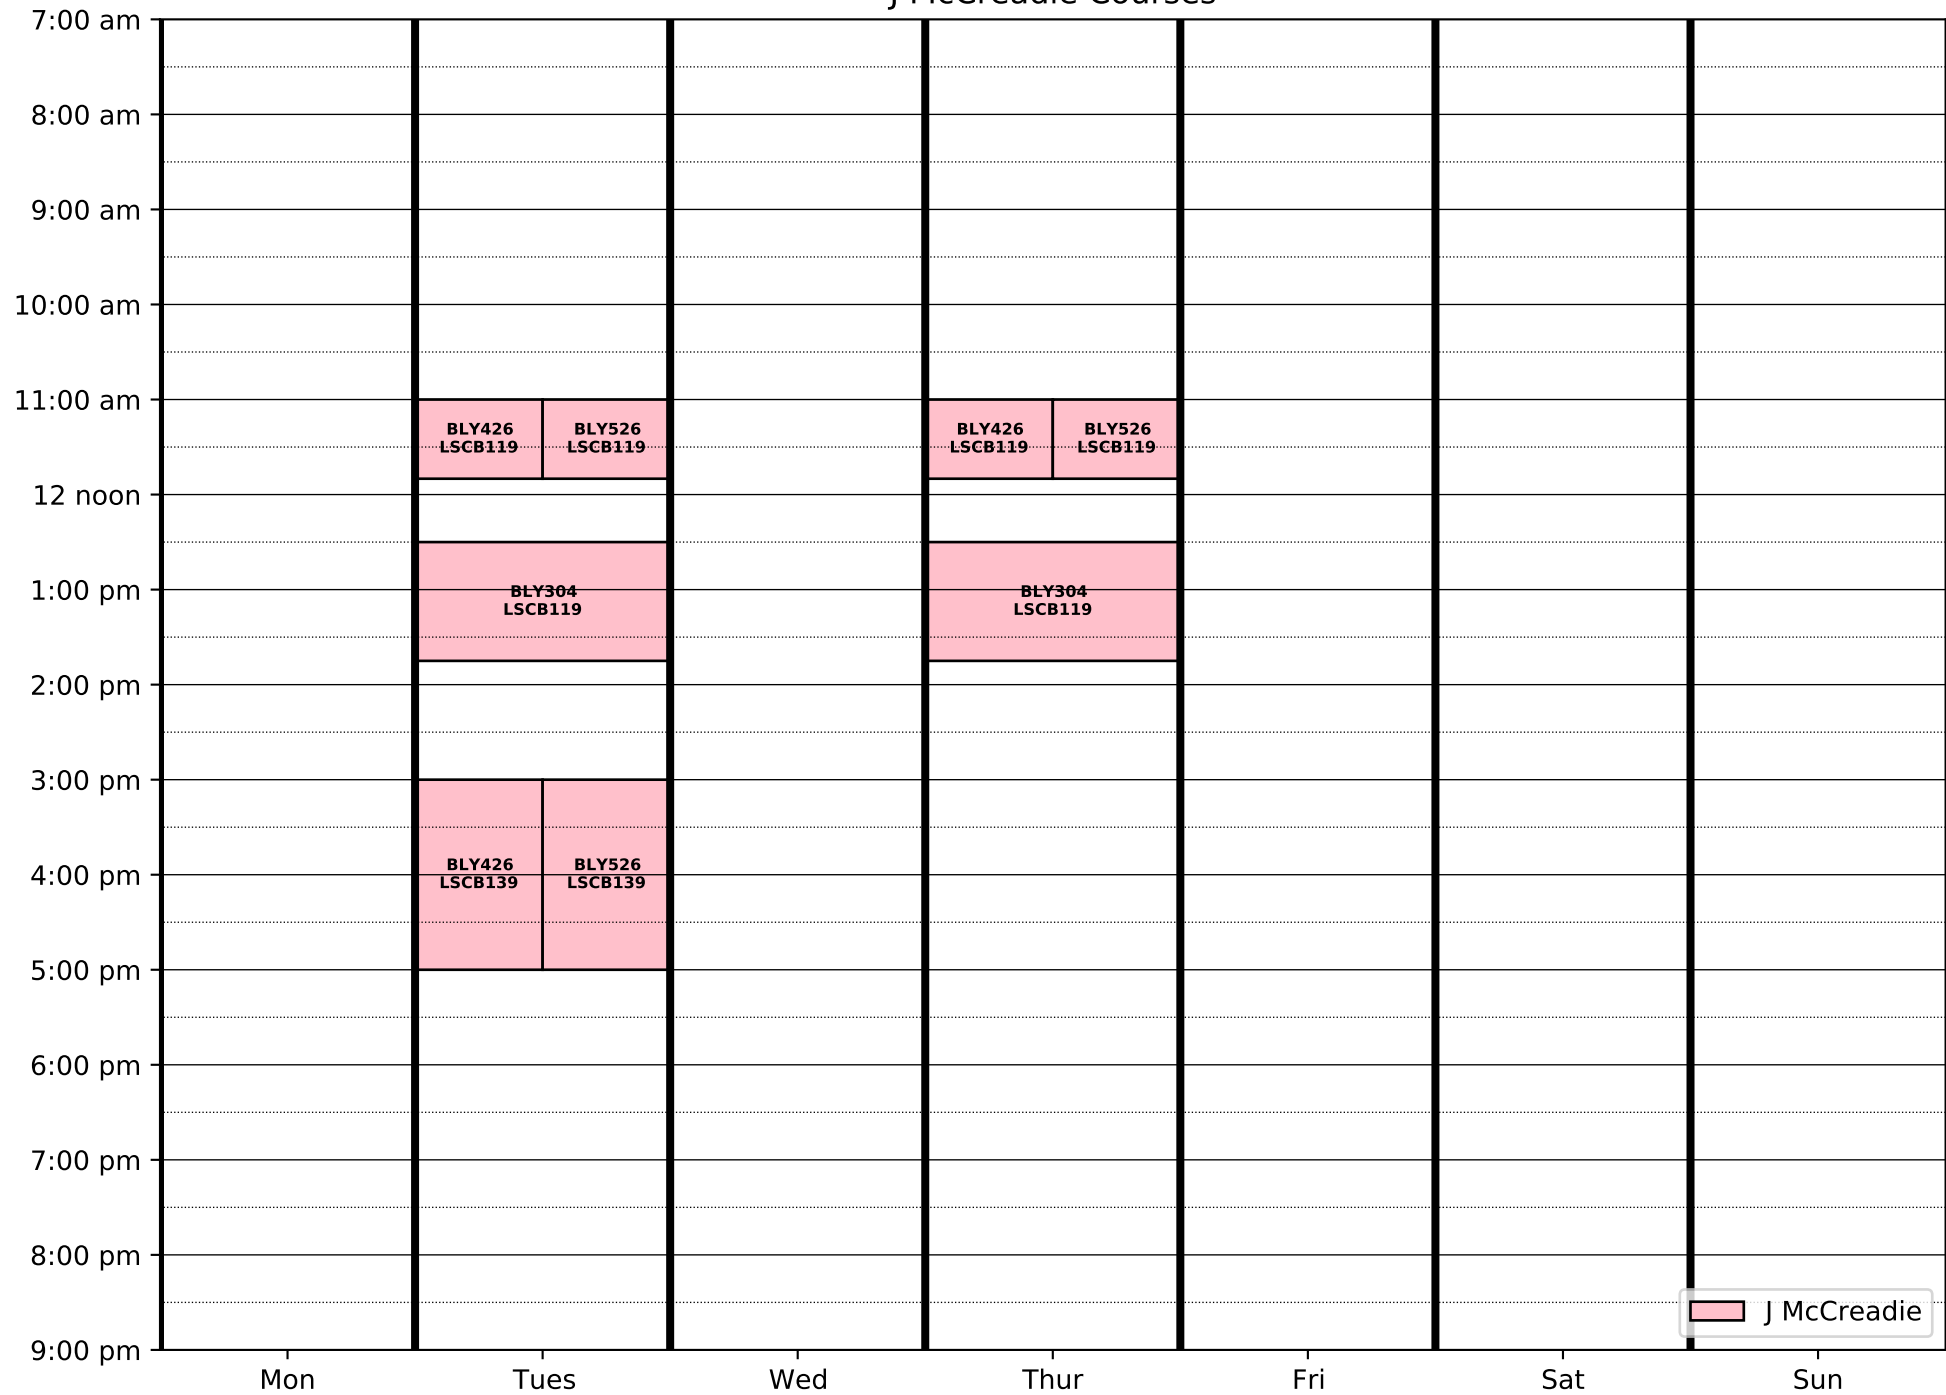 J McCreadie Courses
7:00 am
8:00 am
9:00 am
10:00 am
11:00 am
12 noon
1:00 pm
2:00 pm
3:00 pm
4:00 pm
5:00 pm
6:00 pm
7:00 pm
8:00 pm
9:00 pm
BLY426
LSCB119
BLY526
LSCB119
BLY304
LSCB119
BLY426
LSCB139
BLY526
LSCB139
BLY426
LSCB119
BLY526
LSCB119
BLY304
LSCB119
J McCreadie
Mon
Tues
Wed
Thur
Fri
Sat
Sun